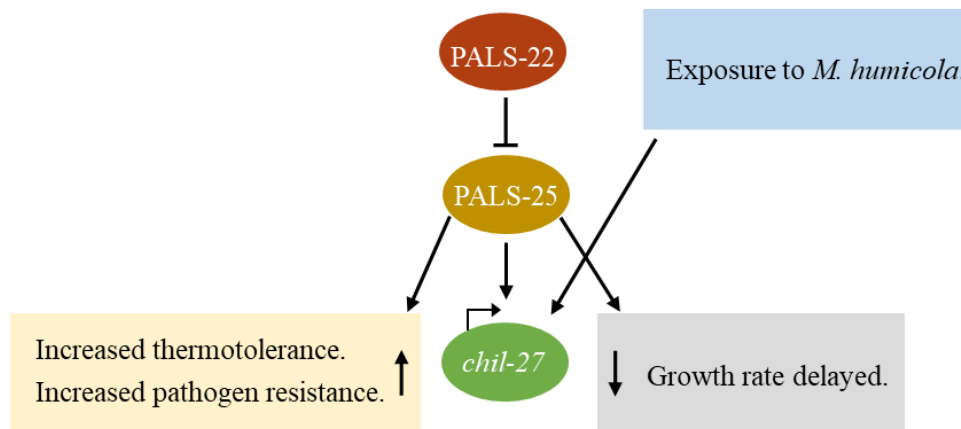 PALS-22
Exposure to M. humicola.
PALS-25
Increased thermotolerance.
Increased pathogen resistance.
chil-27
Growth rate delayed.